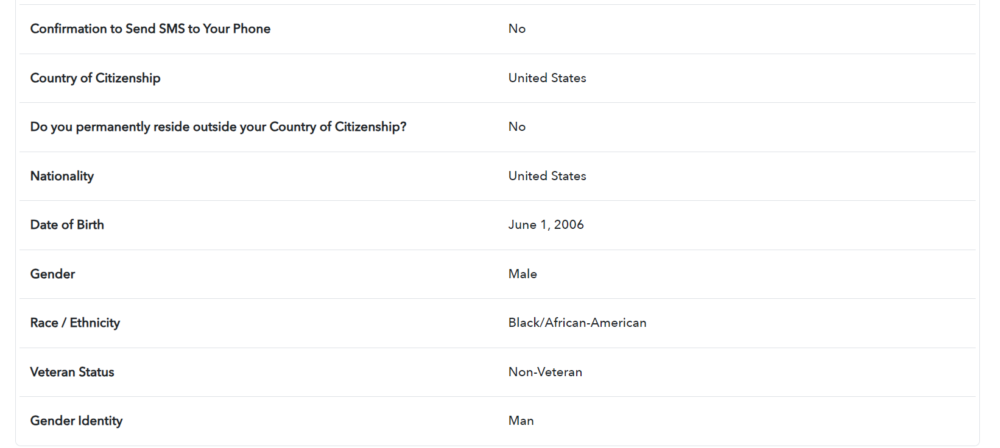 Confirmation to Send SMS to Your Phone No
Country of Citizenship United States
Do you permanently reside outside your Country of Citizenship? No
Nationality United States
Date of Birth June 1, 2006
Gender Male
Race / Ethnicity Black/African-American
Veteran Status Non-Veteran
Gender Identity Man